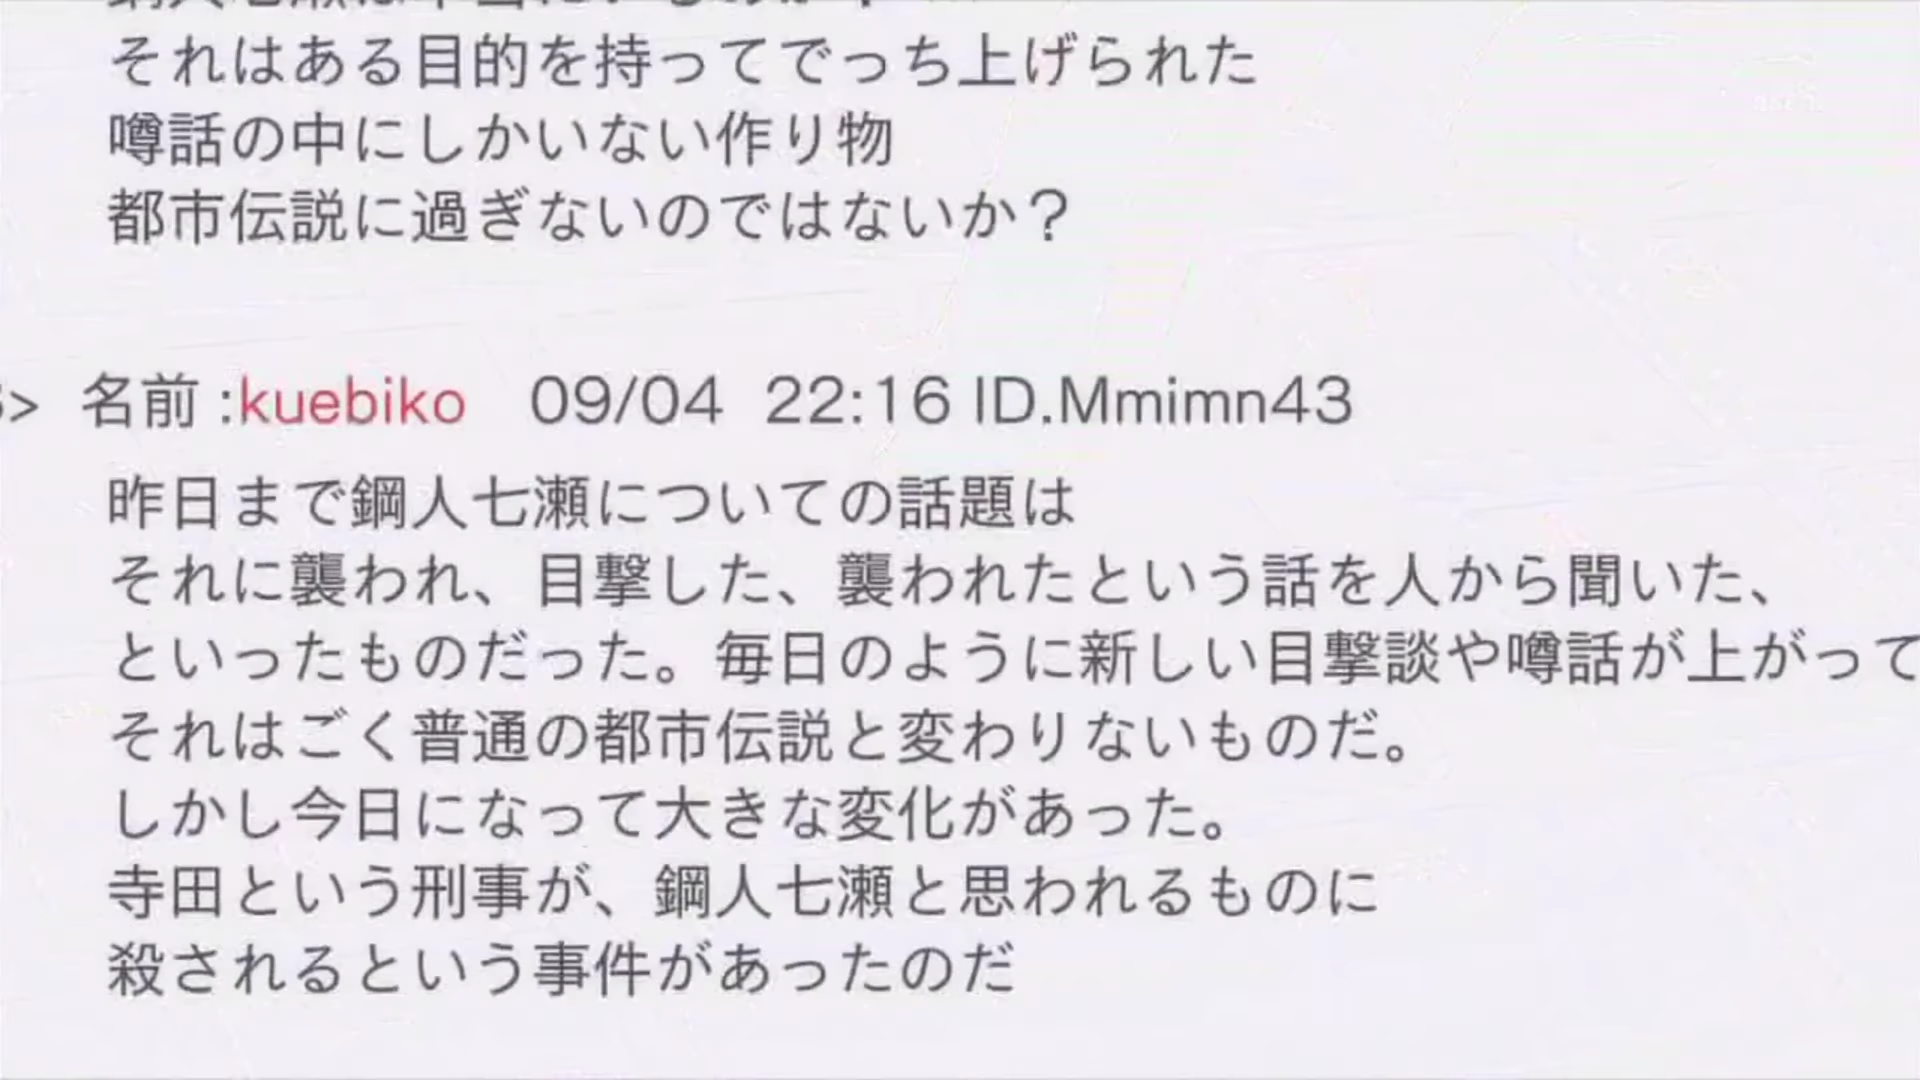 それはある目的を持ってでっち上げられた
噂話の中にしかいない作り物
都市伝説に過ぎないのではないか？
> 名前 :kuebiko 09/04 22:16 ID.Mmimn43
昨日まで鋼人七瀬についての話題は
それに襲われ、目撃した、襲われたという話を人から聞いた、
といったものだった。毎日のように新しい目撃談や噂話が上がって
それはごく普通の都市伝説と変わりないものだ。
しかし今日になって大きな変化があった。
寺田という刑事が、鋼人七瀬と思われるものに
殺されるという事件があったのだ